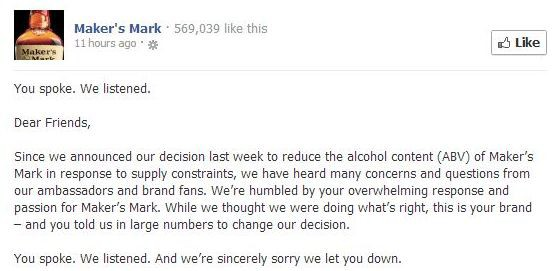 Maker's Mark · 569,039 like this
11 hours ago ·
Like
Maker's
Mark
You spoke. We listened.
Dear Friends,
Since we announced our decision last week to reduce the alcohol content (ABV) of Maker's
Mark in response to supply constraints, we have heard many concerns and questions from
our ambassadors and brand fans. We're humbled by your overwhelming response and
passion for Maker's Mark. While we thought we were doing what's right, this is your brand
– and you told us in large numbers to change our decision.
You spoke. We listened. And we're sincerely sorry we let you down.